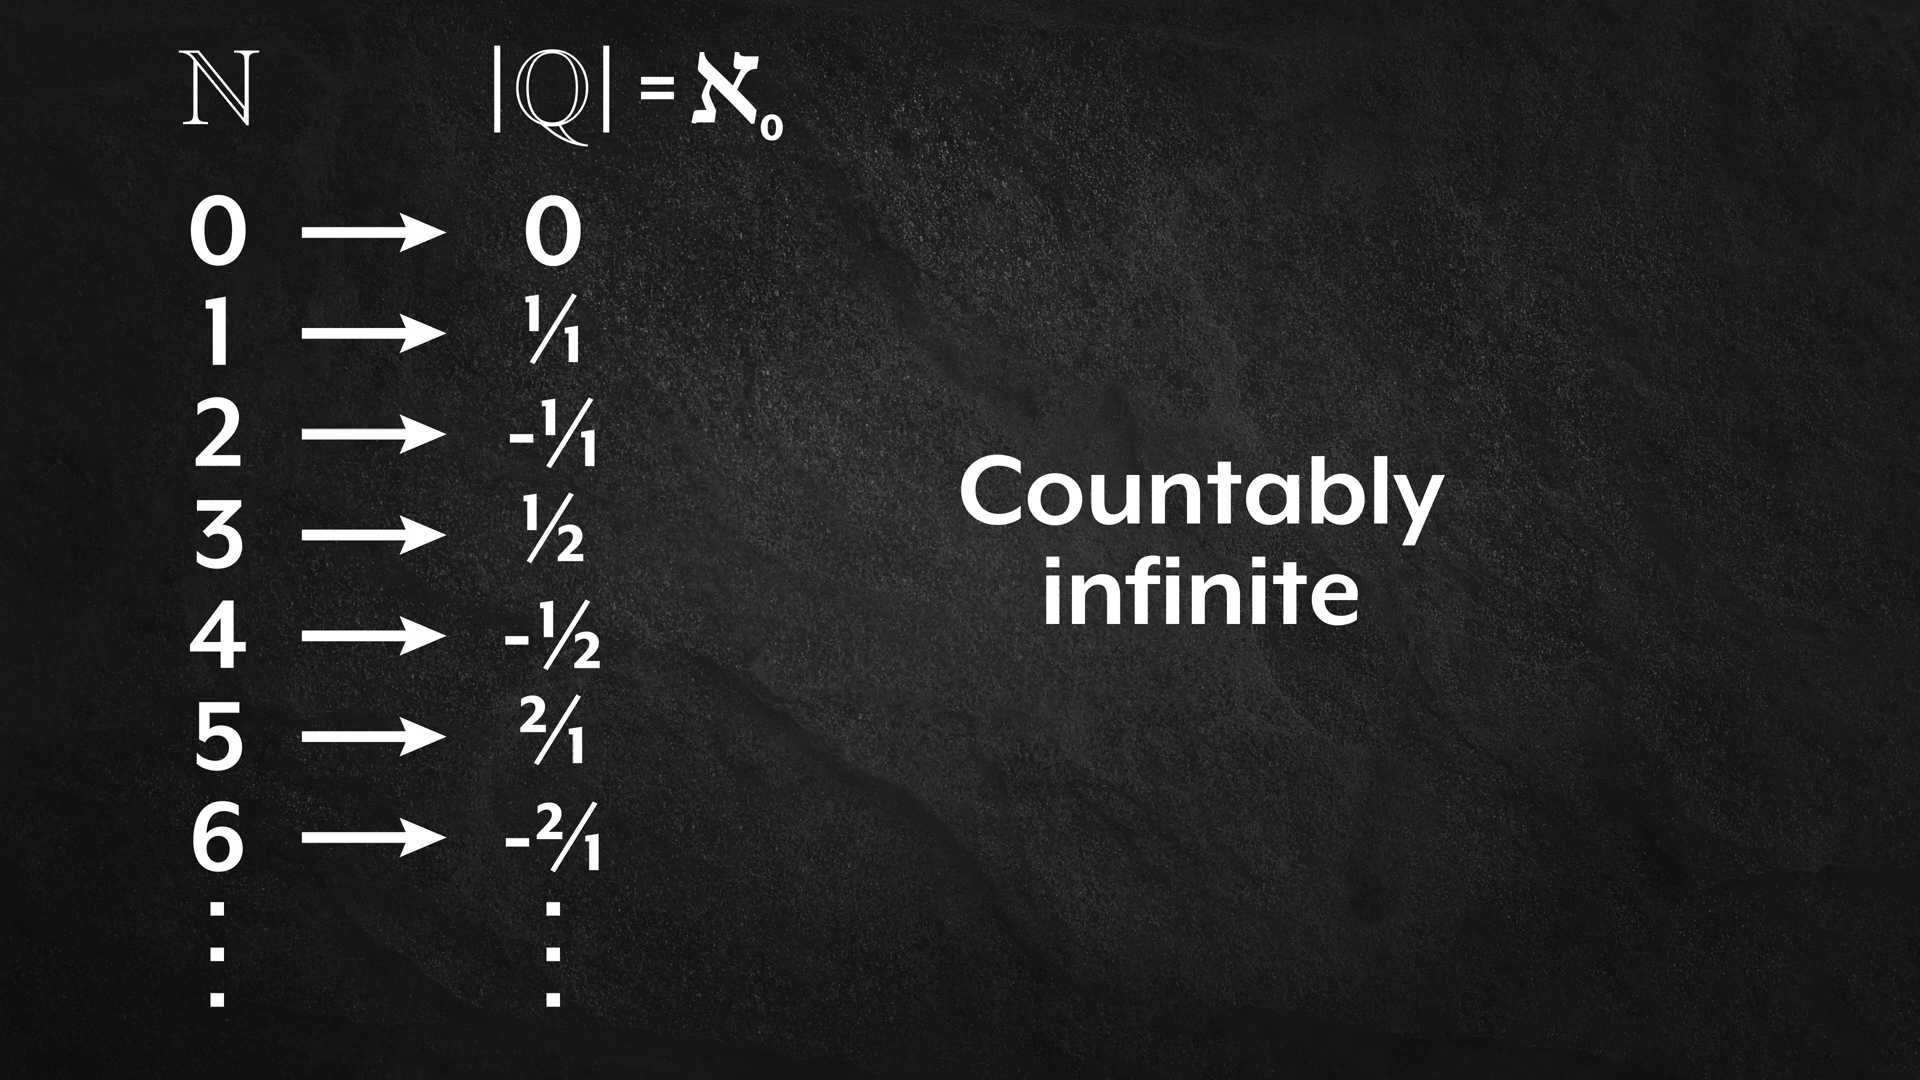 ℕ |ℚ| = ℵ₀
0 → 0
1 → ¹⁄₁
2 → -¹⁄₁
3 → ¹⁄₂
4 → -¹⁄₂
5 → ²⁄₁
6 → -²⁄₁
⋮ ⋮
Countably
infinite